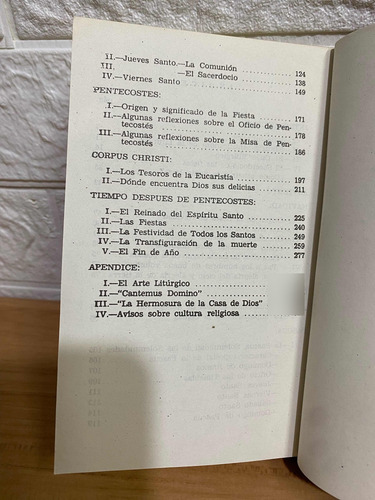 II.—Jueves Santo.—La Comunión ........... 124
III. —El Sacerdocio ........... 138
IV.—Viernes Santo ........... 149
PENTECOSTES:
I.—Origen y significado de la Fiesta ..... 171
II.—Algunas reflexiones sobre el Oficio de Pen-
tecostés ........... 178
III.—Algunas reflexiones sobre la Misa de Pen-
tecostés ........... 186
CORPUS CHRISTI:
I.—Los Tesoros de la Eucaristía ........... 197
II.—Dónde encuentra Dios sus delicias ..... 211
TIEMPO DESPUES DE PENTECOSTES:
I.—El Reinado del Espíritu Santo ........... 225
II.—Las Fiestas ........... 240
III.—La Festividad de Todos los Santos ..... 249
IV.—La Transfiguración de la muerte ..... 259
V.—El Fin de Año ........... 277
APENDICE:
I.—El Arte Litúrgico ...........
II.—"Cantemus Domino" ...........
III.—"La Hermosura de la Casa de Dios"
IV.—Avisos sobre cultura religiosa .......